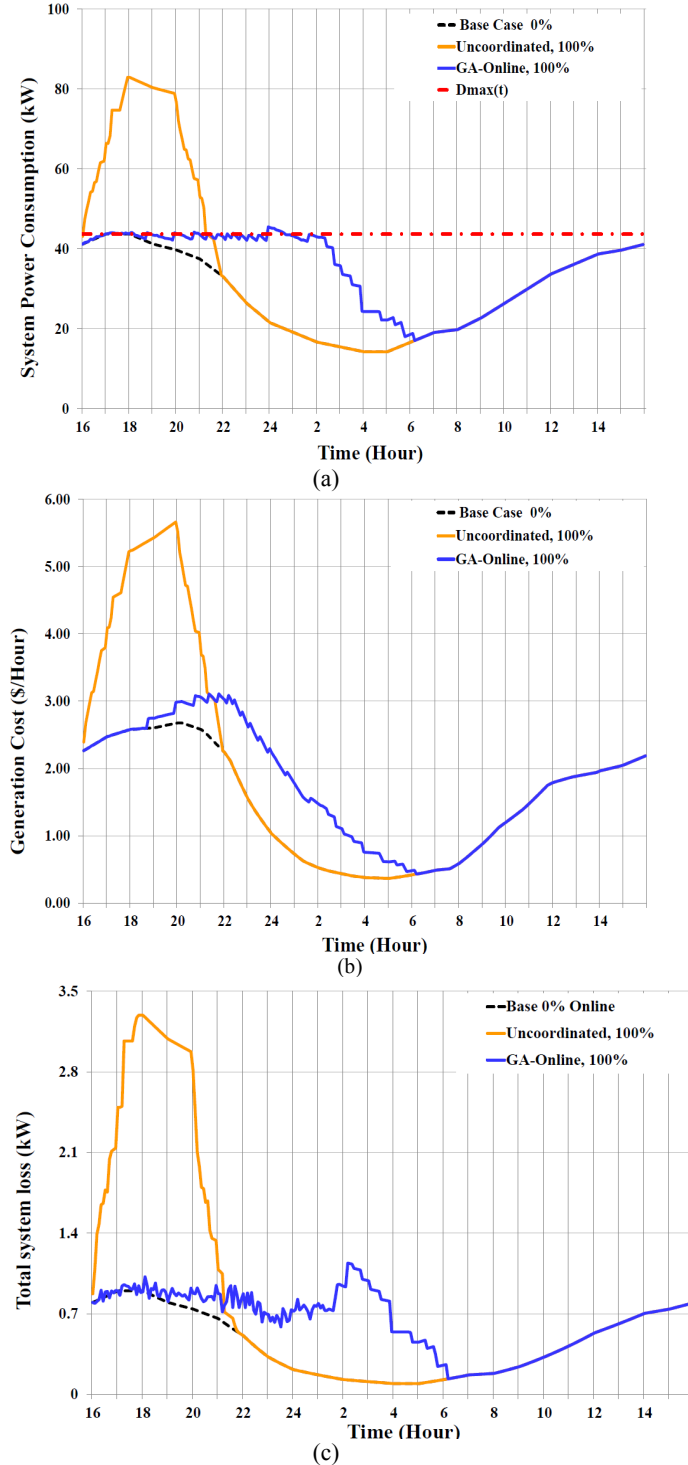 100
80
60
40
20
0
System Power Consumption (kW)
Base Case 0%
Uncoordinated, 100%
GA-Online, 100%
Dmax(t)
16 18 20 22 24 2 4 6 8 10 12 14
Time (Hour)
(a)
6.00
5.00
4.00
3.00
2.00
1.00
0.00
Generation Cost ($/Hour)
Base Case 0%
Uncoordinated, 100%
GA-Online, 100%
16 18 20 22 24 2 4 6 8 10 12 14
Time (Hour)
(b)
3.5
2.8
2.1
1.4
0.7
0
Total system loss (kW)
Base 0% Online
Uncoordinated, 100%
GA-Online, 100%
16 18 20 22 24 2 4 6 8 10 12 14
Time (Hour)
(c)